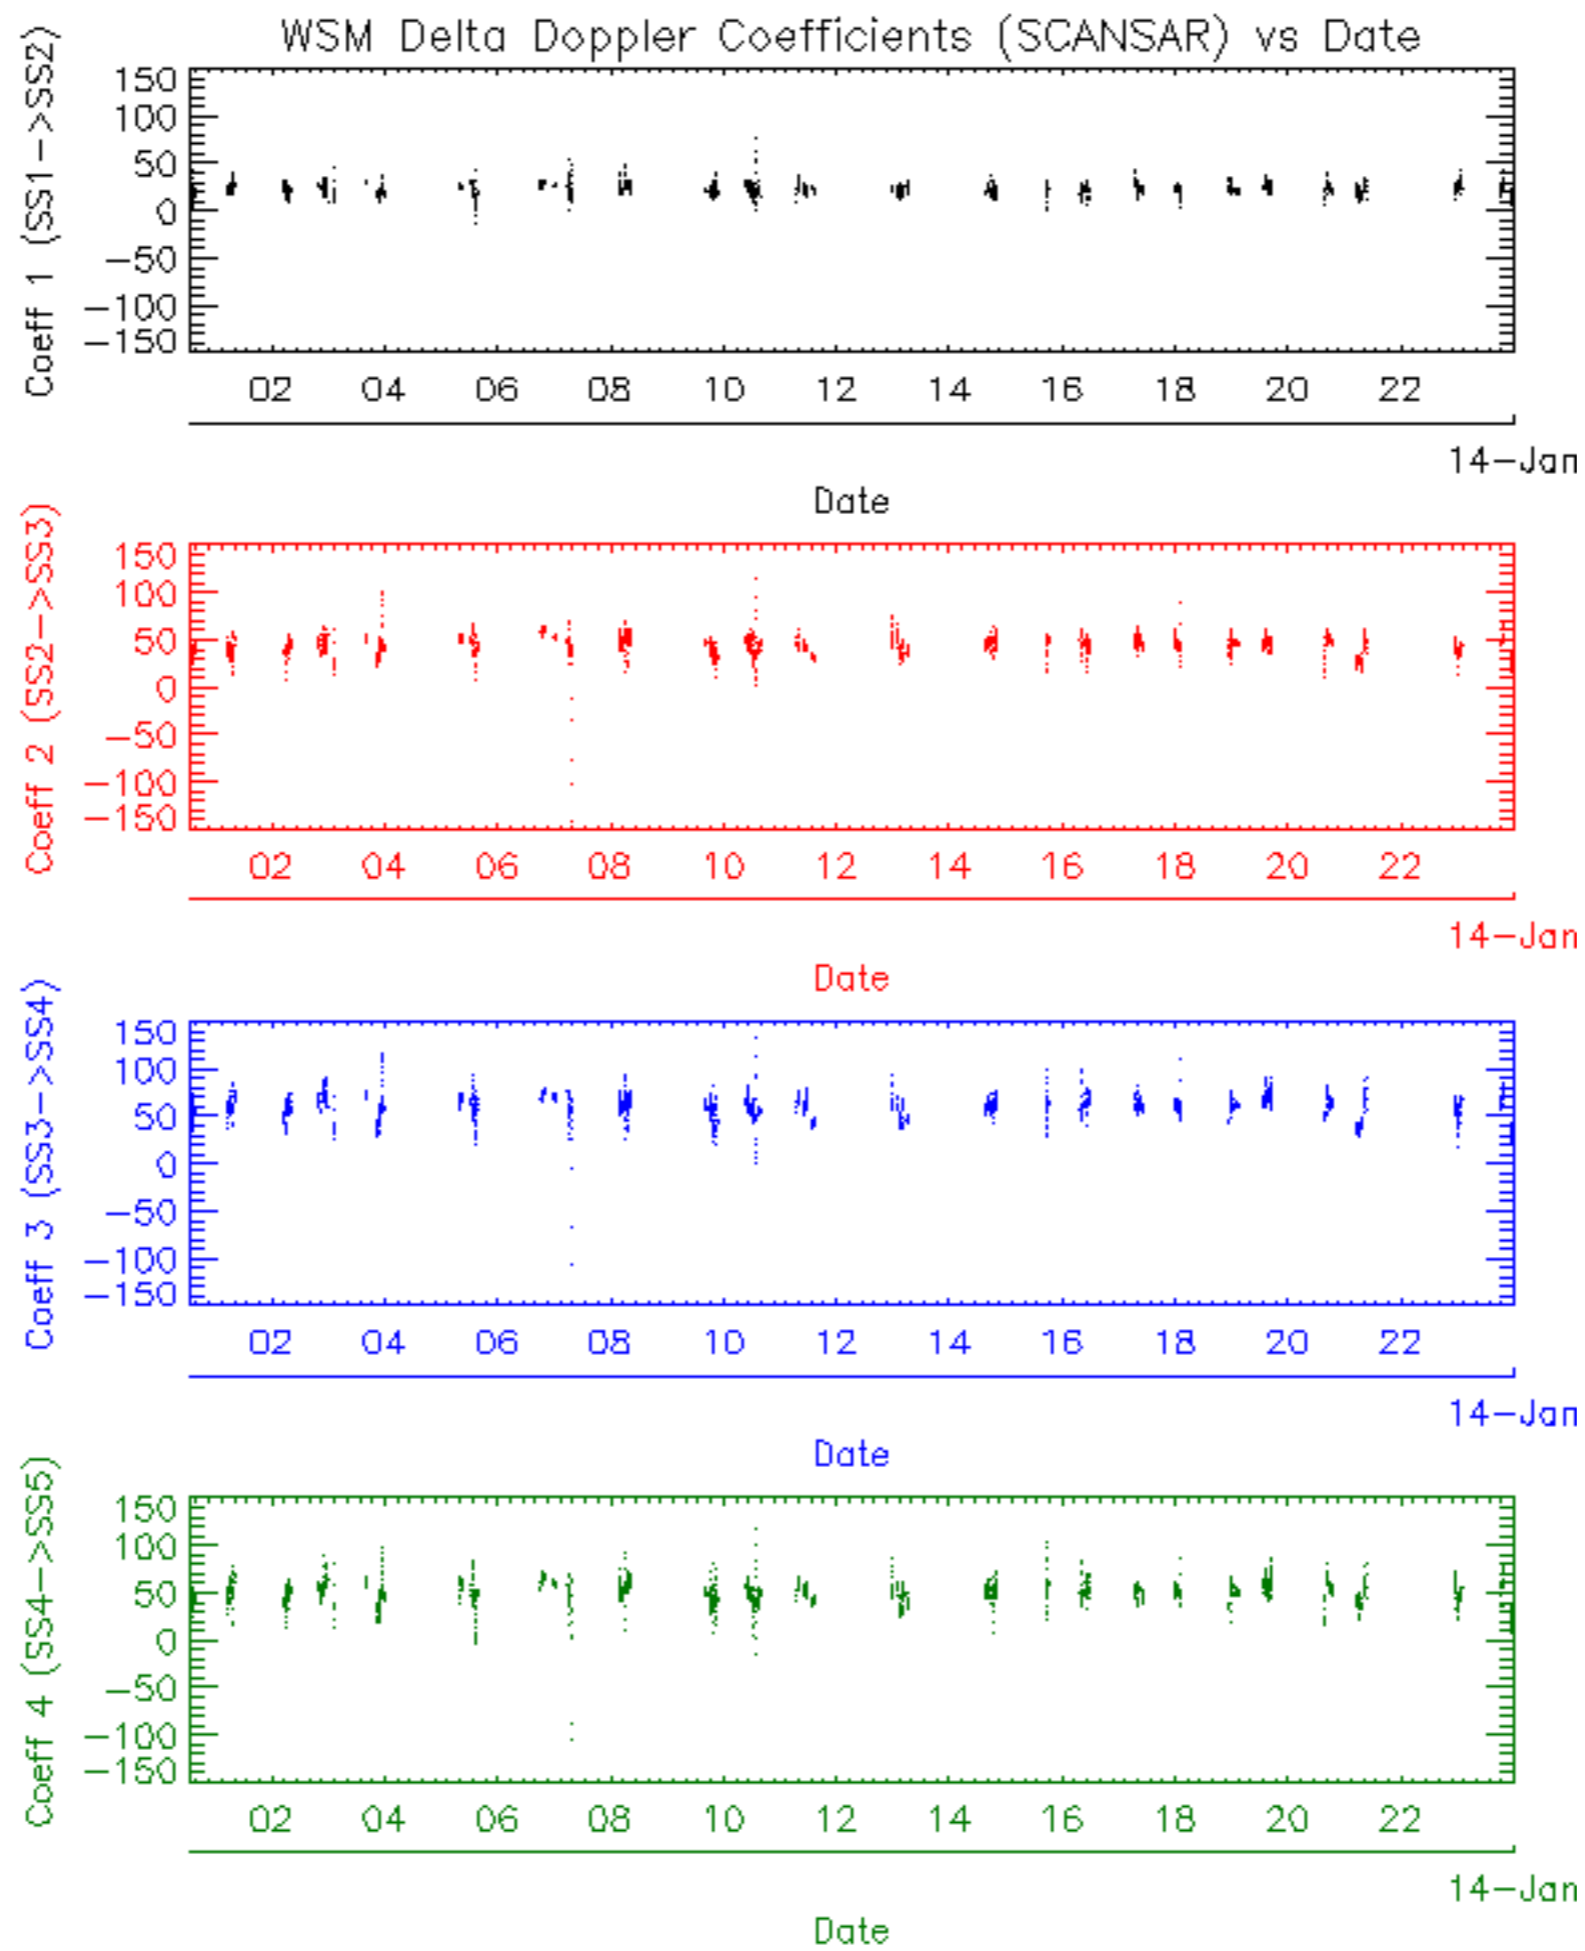 WSM Delta Doppler Coefficients (SCANSAR) vs Date
Coeff 1 (SS1->SS2)
150
100
50
0
-50
-100
-150
02 04 06 08 10 12 14 16 18 20 22
14-Jan
Date
Coeff 2 (SS2->SS3)
150
100
50
0
-50
-100
-150
02 04 06 08 10 12 14 16 18 20 22
14-Jan
Date
Coeff 3 (SS3->SS4)
150
100
50
0
-50
-100
-150
02 04 06 08 10 12 14 16 18 20 22
14-Jan
Date
Coeff 4 (SS4->SS5)
150
100
50
0
-50
-100
-150
02 04 06 08 10 12 14 16 18 20 22
14-Jan
Date